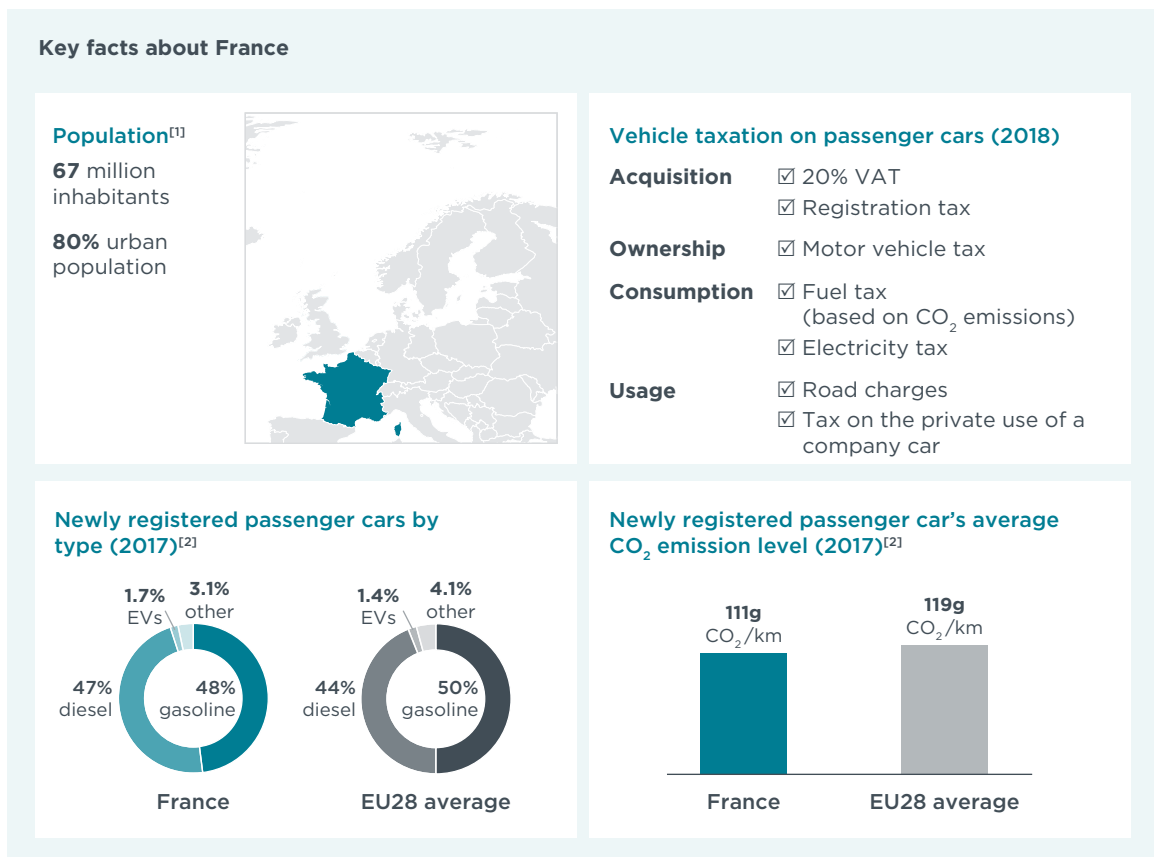 Key facts about France
Population[1]
67 million
inhabitants
80% urban
population
Vehicle taxation on passenger cars (2018)
Acquisition ☑ 20% VAT
☑ Registration tax
Ownership ☑ Motor vehicle tax
Consumption ☑ Fuel tax
(based on CO2 emissions)
☑ Electricity tax
Usage ☑ Road charges
☑ Tax on the private use of a
company car
Newly registered passenger cars by
type (2017)[2]
1.7%
EVs
3.1%
other
47%
diesel
48%
gasoline
France
1.4%
EVs
4.1%
other
44%
diesel
50%
gasoline
EU28 average
Newly registered passenger car’s average
CO2 emission level (2017)[2]
111g
CO2/km
119g
CO2/km
France
EU28 average